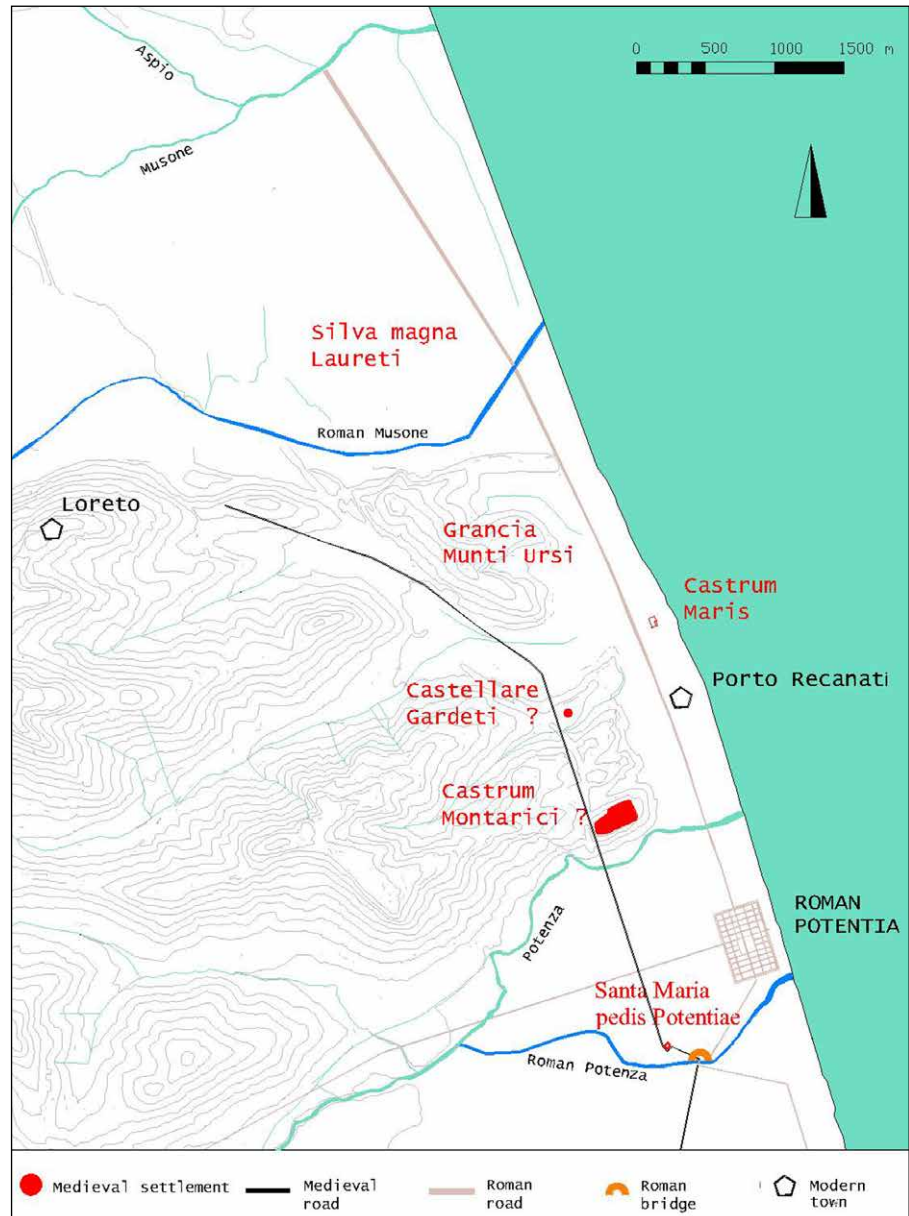 Aspio
0 500 1000 1500 m
Musone
Silva magna
Laureti
Roman Musone
Loreto
Grancia
Munti Ursi
Castrum
Maris
Porto Recanati
Castellare
Gardeti ?
Castrum
Montarici ?
ROMAN
POTENTIA
Potenza
Santa Maria
pedis Potentiae
Roman Potenza
Medieval settlement
Medieval
road
Roman
road
Roman
bridge
Modern
town